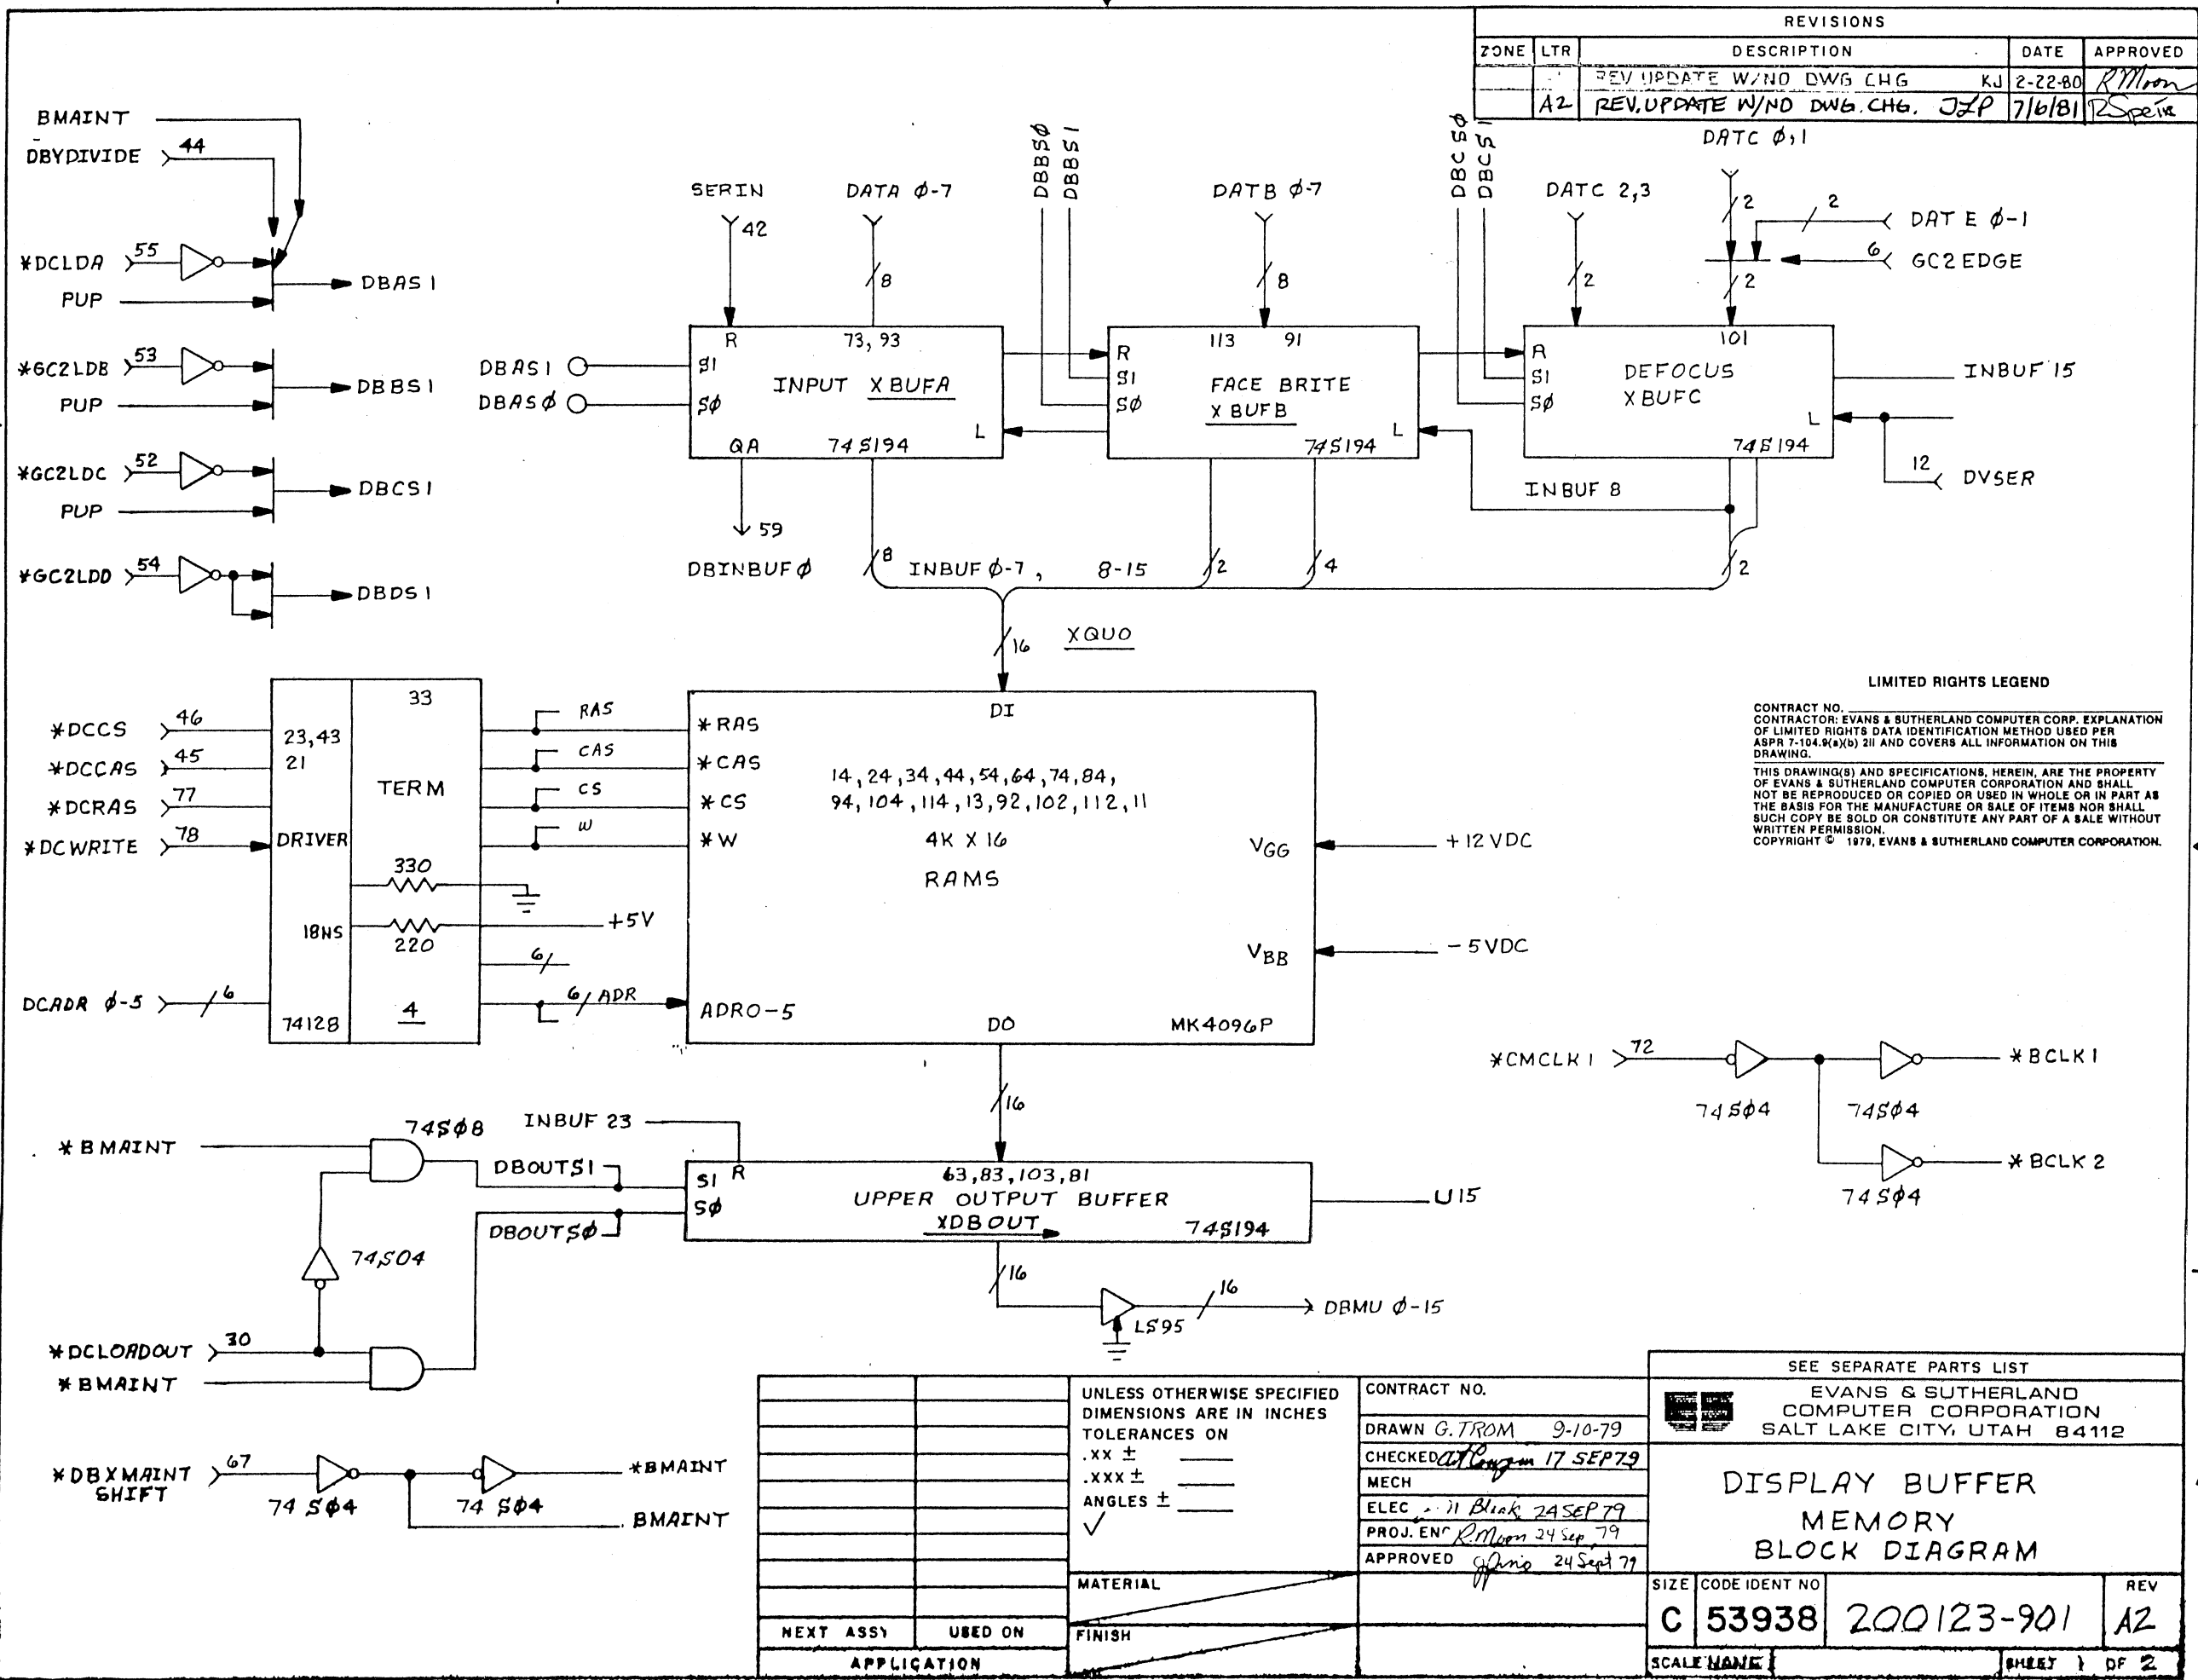 REVISIONS
ZONE LTR DESCRIPTION DATE APPROVED
REV UPDATE W/NO DWG CHG KJ 2-22-80 R Moon
A2 REV. UPDATE W/NO DWG. CHG. JLP 7/6/81
BMAINT
DBYDIVIDE 44
*DCLDA 55
PUP
DBAS1
*GC2LDB 53
PUP
DBBS1
*GC2LDC 52
PUP
DBCS1
*GC2LDD 54
DBDS1
SERIN
42
DATA Ø-7
8
DBBSØ
DBBS1
DATB Ø-7
8
DBCSØ
DBCS1
DATC 2,3
2
DATC Ø,1
2
2
DATE Ø-1
6
GC2EDGE
2
DBAS1
DBASØ
R
S1
SØ
73,93
INPUT XBUFA
L
QA
74S194
59
DBINBUFØ
R
S1
SØ
113 91
FACE BRITE
XBUFB
L
74S194
R
S1
SØ
101
DEFOCUS
XBUFC
L
74S194
INBUF 15
12
DVSER
INBUF 8
8
INBUF Ø-7, 8-15
2
4
2
16
XQUO
*DCCS 46
*DCCAS 45
*DCRAS 77
*DCWRITE 78
DCADR Ø-5 6
23,43
21
DRIVER
18NS
74128
33
TERM
330
220
+5V
6
4
RAS
CAS
CS
W
6 ADR
DI
*RAS
*CAS
*CS
*W
14,24,34,44,54,64,74,84,
94,104,114,13,92,102,112,11
4K X 16
RAMS
VGG
+12VDC
VBB
-5VDC
ADR0-5
DO
MK4096P
16
LIMITED RIGHTS LEGEND
CONTRACT NO.
CONTRACTOR: EVANS & SUTHERLAND COMPUTER CORP. EXPLANATION
OF LIMITED RIGHTS DATA IDENTIFICATION METHOD USED PER
ASPR 7-104.9(a)(b) 2II AND COVERS ALL INFORMATION ON THIS
DRAWING.
THIS DRAWING(S) AND SPECIFICATIONS, HEREIN, ARE THE PROPERTY
OF EVANS & SUTHERLAND COMPUTER CORPORATION AND SHALL
NOT BE REPRODUCED OR COPIED OR USED IN WHOLE OR IN PART AS
THE BASIS FOR THE MANUFACTURE OR SALE OF ITEMS NOR SHALL
SUCH COPY BE SOLD OR CONSTITUTE ANY PART OF A SALE WITHOUT
WRITTEN PERMISSION.
COPYRIGHT © 1979, EVANS & SUTHERLAND COMPUTER CORPORATION.
*CMCLK1 72
74SØ4
74SØ4
*BCLK1
74SØ4
*BCLK2
*BMAINT
74SØ8
INBUF 23
DBOUTS1
DBOUTSØ
74S04
*DCLOADOUT 30
*BMAINT
S1
R
SØ
63,83,103,81
UPPER OUTPUT BUFFER
XDBOUT
74S194
U15
16
LS95
16
DBMU Ø-15
*DBXMAINT
SHIFT
67
74SØ4
74SØ4
*BMAINT
BMAINT
NEXT ASSY USED ON
APPLICATION
UNLESS OTHERWISE SPECIFIED
DIMENSIONS ARE IN INCHES
TOLERANCES ON
.XX ±
.XXX ±
ANGLES ±
MATERIAL
FINISH
CONTRACT NO.
DRAWN G. TROM 9-10-79
CHECKED 17 SEP 79
MECH
ELEC 24 SEP 79
PROJ. ENG R. Moon 24 Sep 79
APPROVED 24 Sept 79
SEE SEPARATE PARTS LIST
EVANS & SUTHERLAND
COMPUTER CORPORATION
SALT LAKE CITY, UTAH 84112
DISPLAY BUFFER
MEMORY
BLOCK DIAGRAM
SIZE CODE IDENT NO REV
C 53938 200123-901 A2
SCALE NONE SHEET 1 OF 2